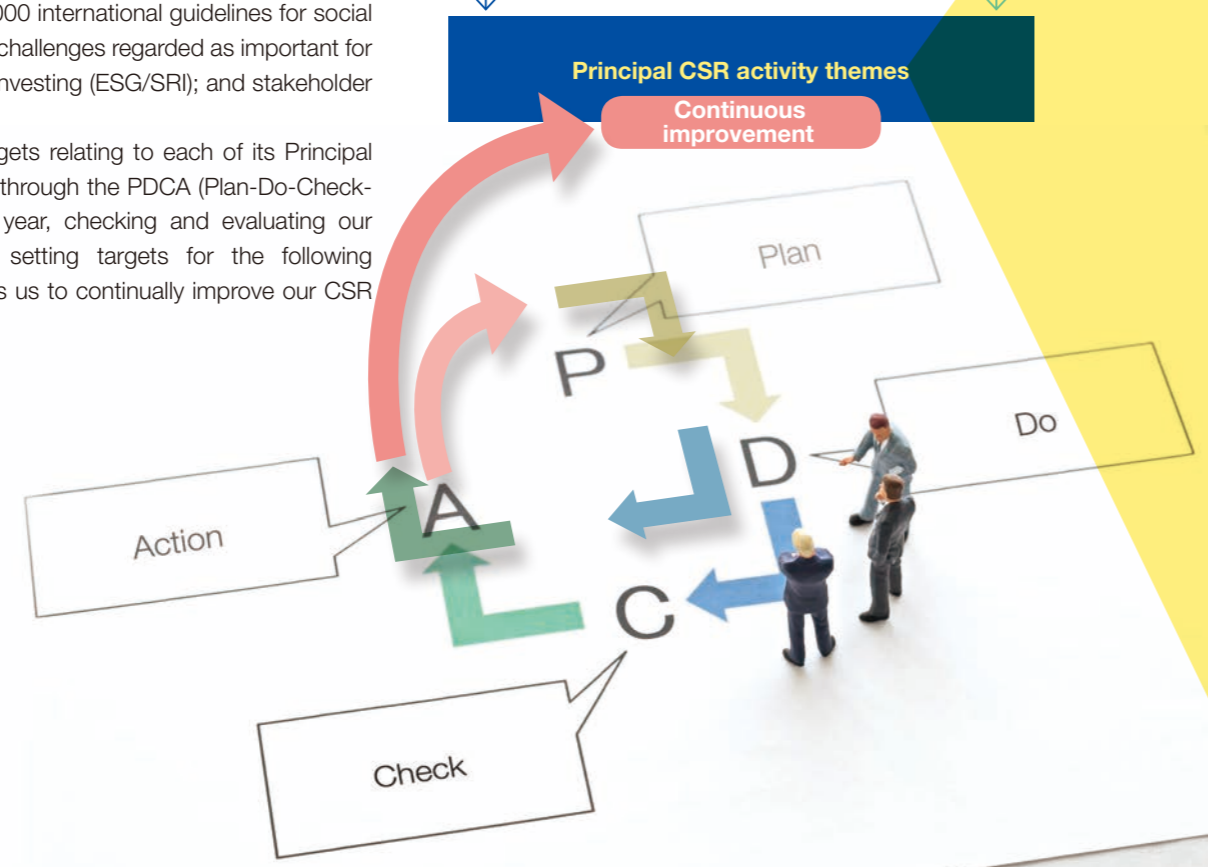 000 international guidelines for social
challenges regarded as important for
nvesting (ESG/SRI); and stakeholder
gets relating to each of its Principal
through the PDCA (Plan-Do-Check-
year, checking and evaluating our
setting targets for the following
s us to continually improve our CSR
Principal CSR activity themes
Continuous
improvement
Plan
P
D
Do
A
Action
C
Check